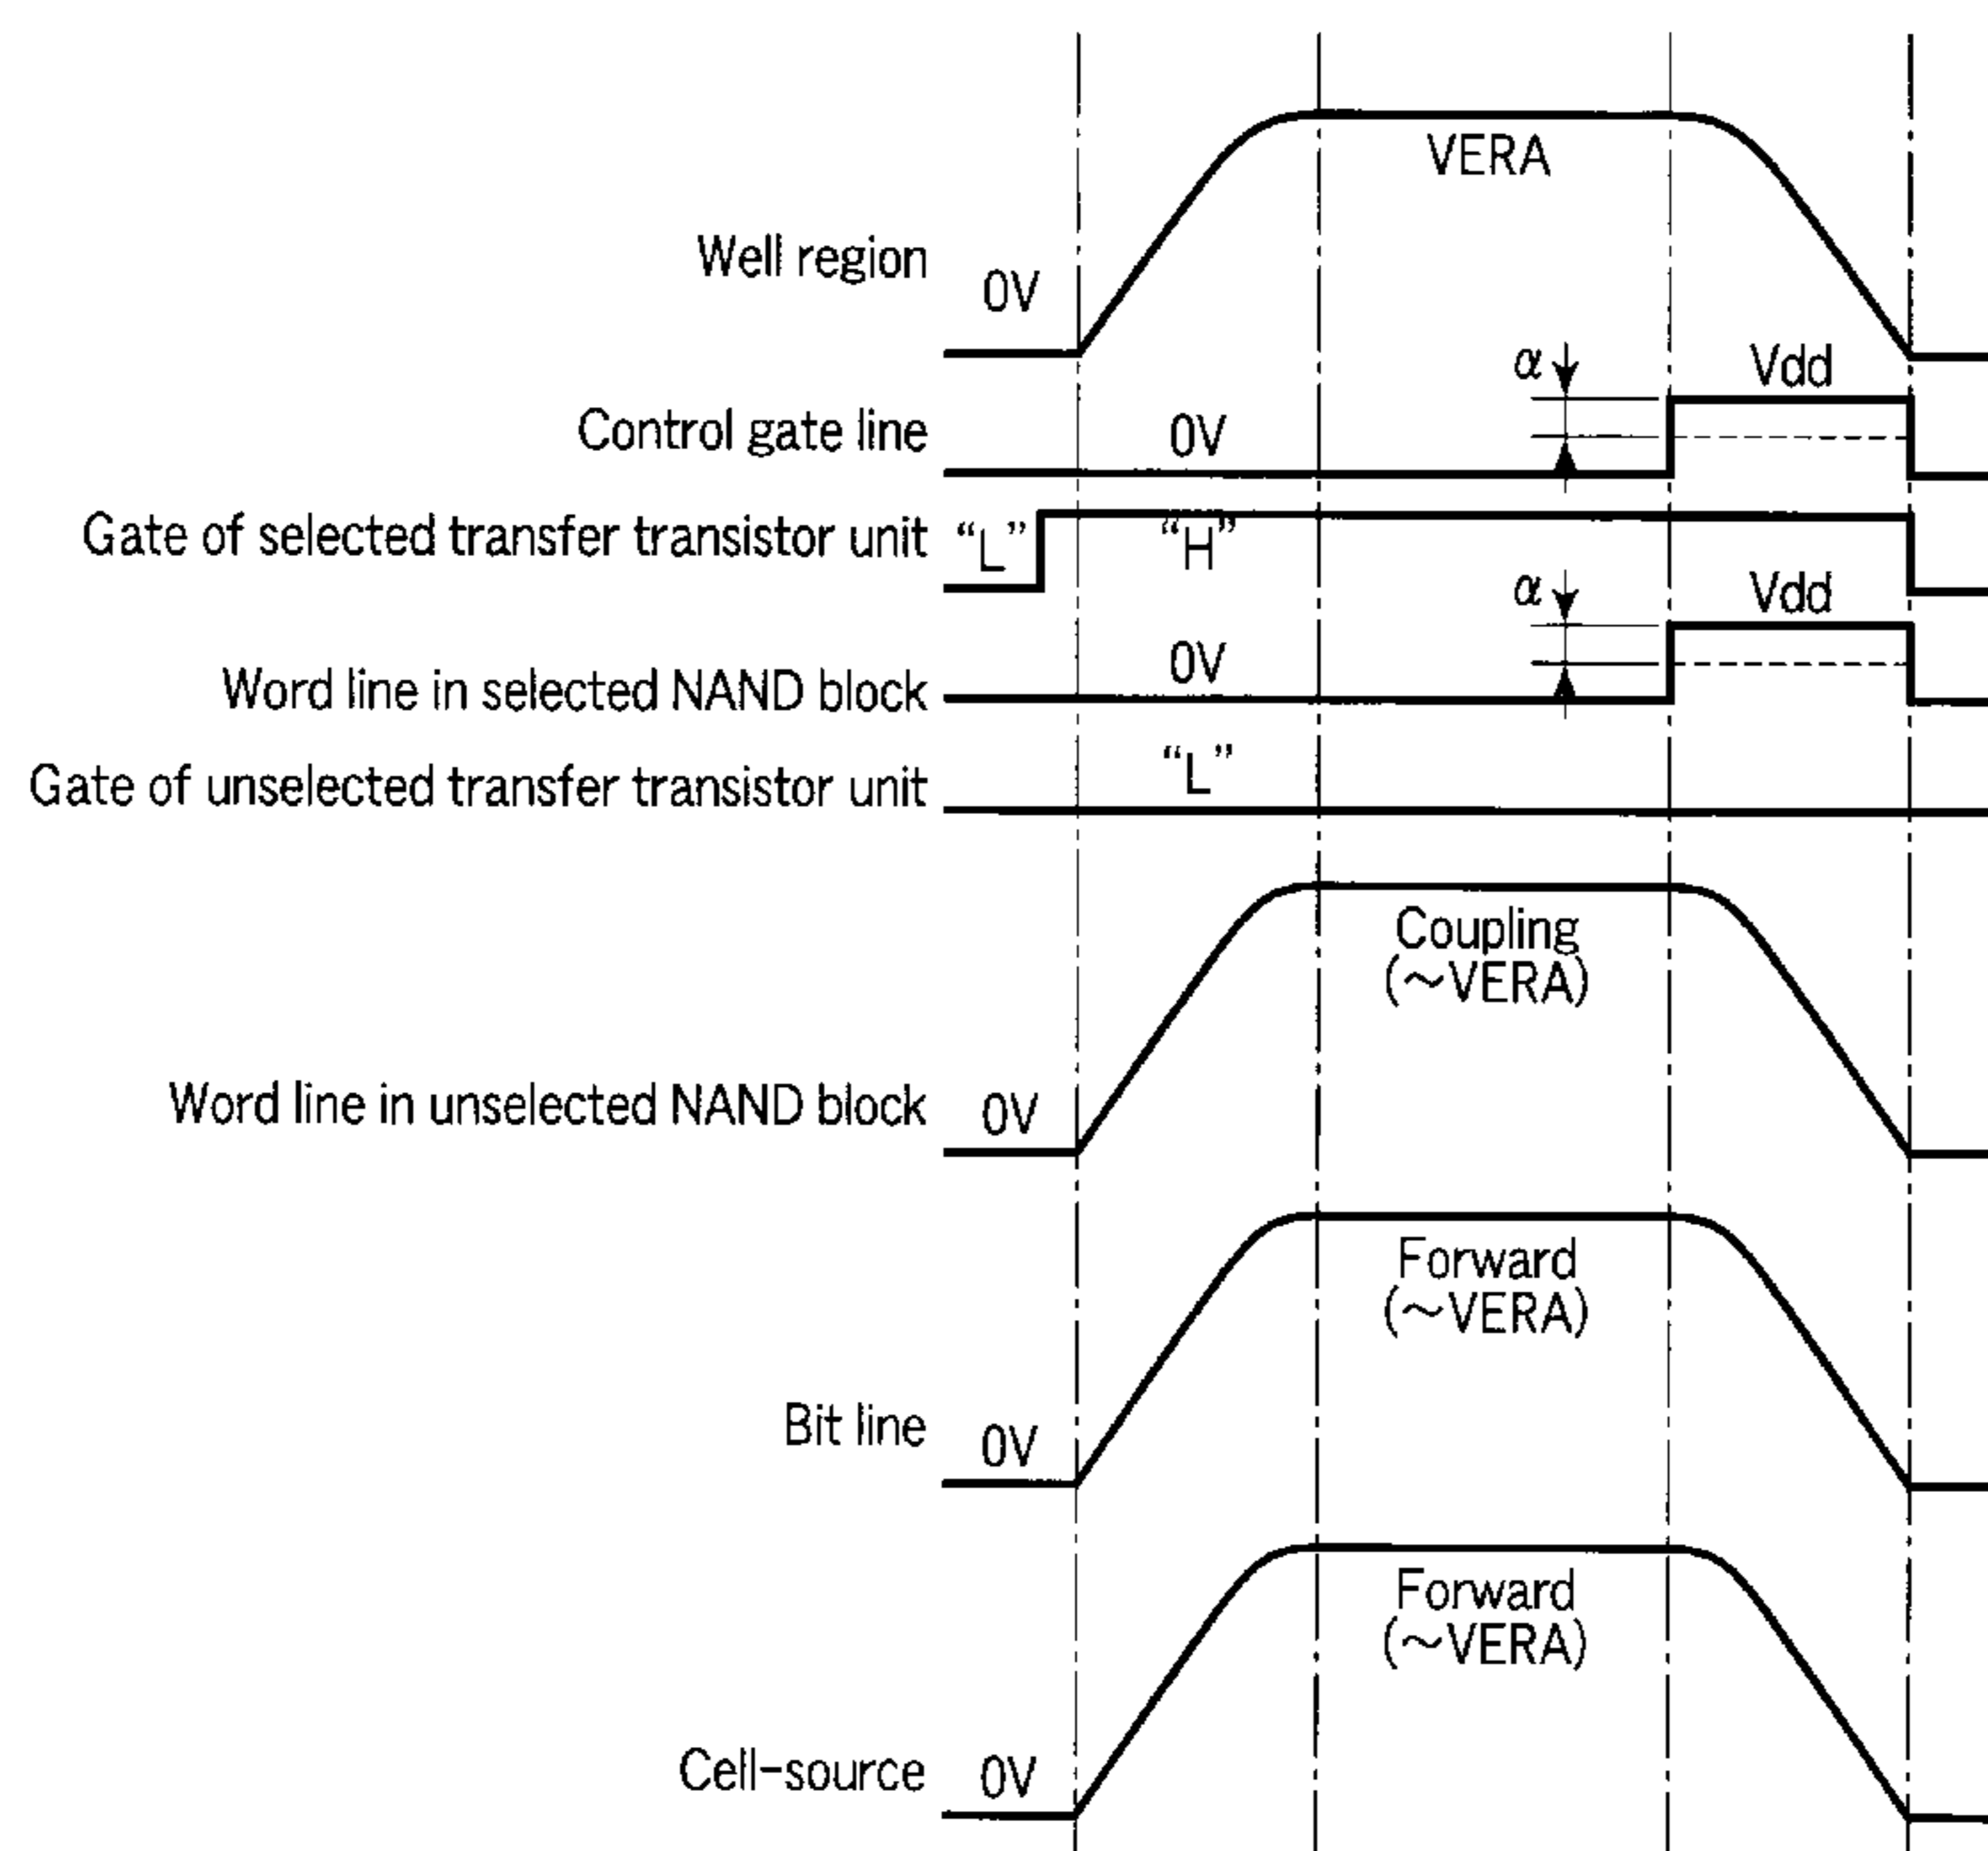 VERA
Well region
0V
α
Vdd
Control gate line
0V
Gate of selected transfer transistor unit
“L”
“H”
α
Vdd
0V
Word line in selected NAND block
“L”
Gate of unselected transfer transistor unit
Coupling
(~VERA)
Word line in unselected NAND block
0V
Forward
(~VERA)
Bit line
0V
Forward
(~VERA)
Cell-source
0V